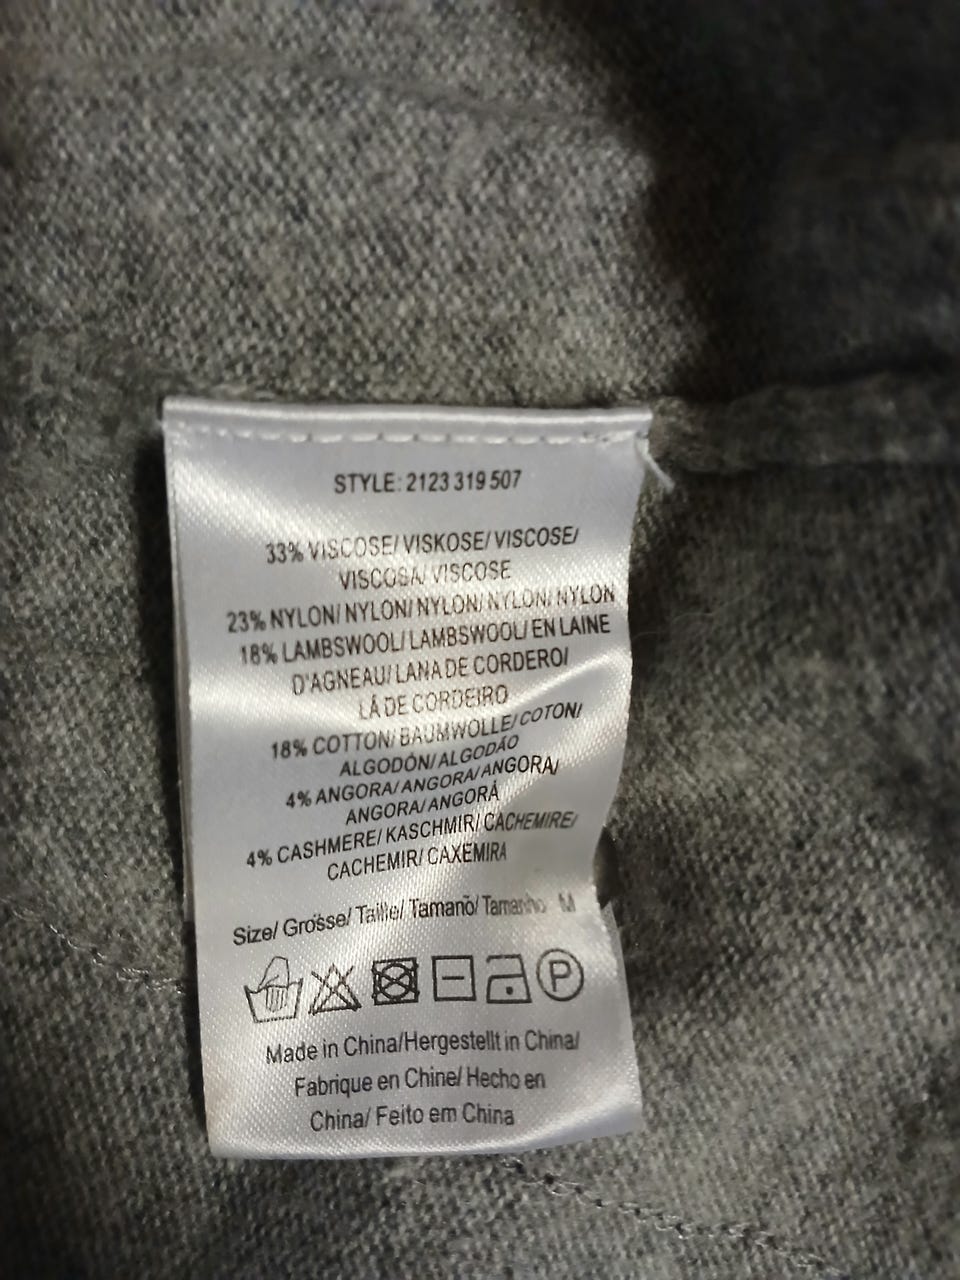 STYLE: 2123 319 507
33% VISCOSE/ VISKOSE/ VISCOSE/
VISCOSA/ VISCOSE
23% NYLON/ NYLON/ NYLON/ NYLON/ NYLON
18% LAMBSWOOL/ LAMBSWOOL/ EN LAINE
D'AGNEAU/ LANA DE CORDERO/
LÁ DE CORDEIRO
18% COTTON/ BAUMWOLLE/ COTON/
ALGODÓN/ ALGODÃO
4% ANGORA/ ANGORA/ ANGORA/
ANGORA/ ANGORÁ
4% CASHMERE/ KASCHMIR/ CACHEMIRE/
CACHEMIR/ CAXEMIRA
Size/ Grosse/ Taille/ Tamano/ Tamanho M
P
Made in China/Hergestellt in China/
Fabrique en Chine/ Hecho en
China/ Feito em China